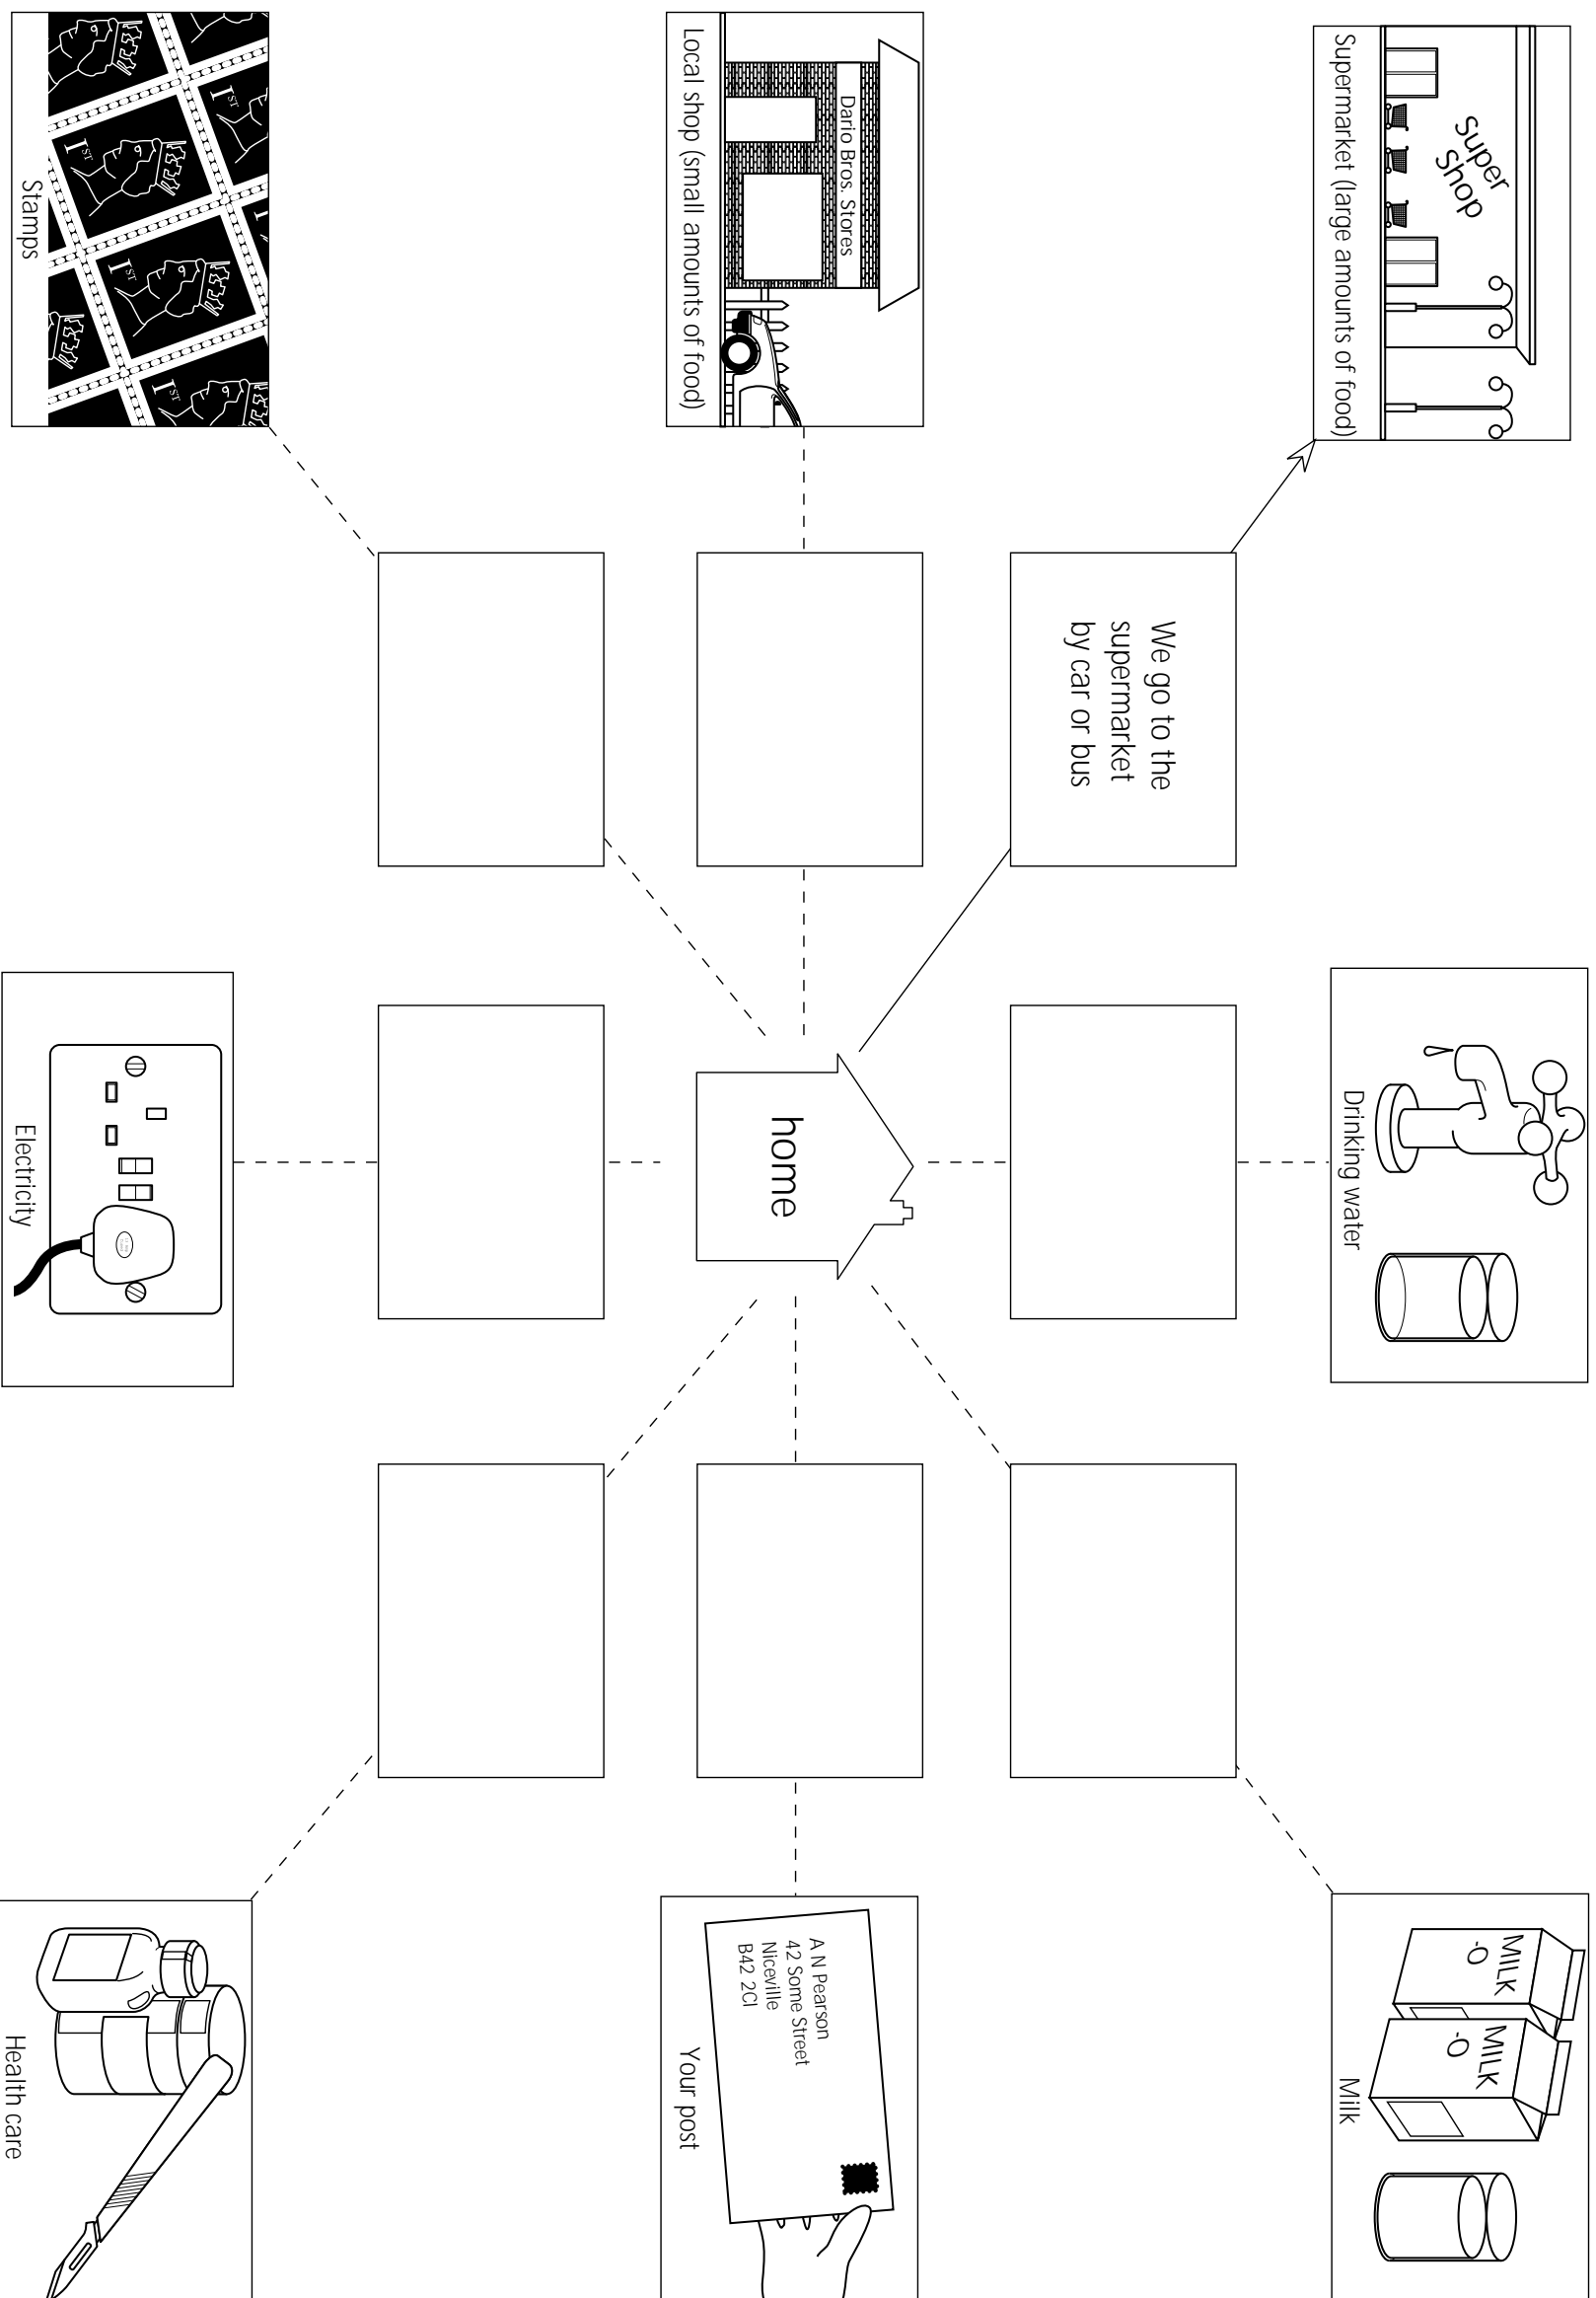 Super
Shop
Supermarket (large amounts of food)
Drinking water
MILK
-O
MILK
-O
Milk
We go to the
supermarket
by car or bus
Dario Bros. Stores
Local shop (small amounts of food)
home
A N Pearson
42 Some Street
Niceville
B42 2CI
Your post
1ST
1ST
1ST
1ST
Stamps
Electricity
Health care